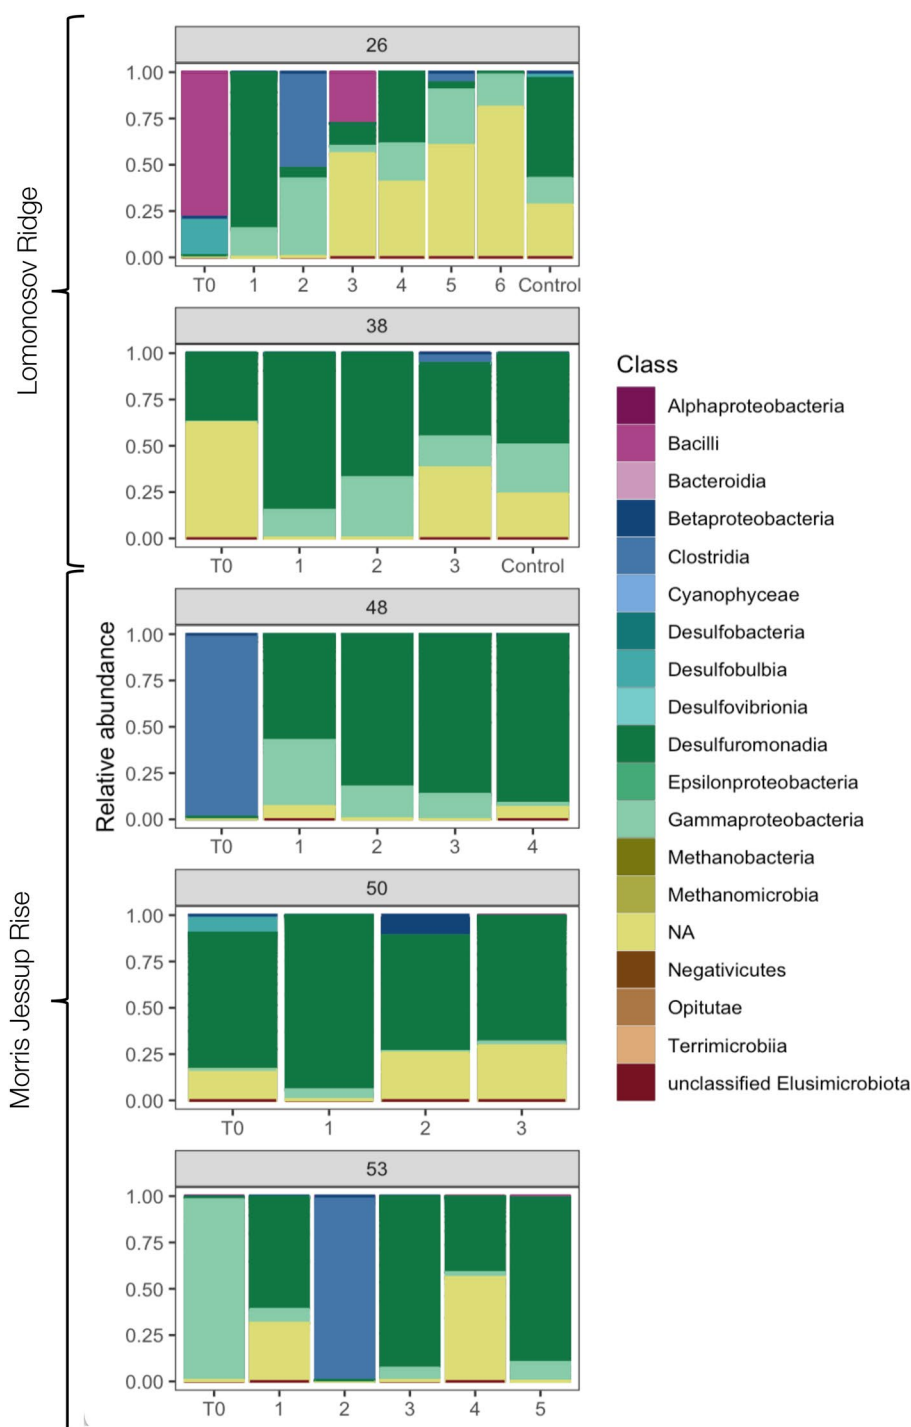 Lomonosov Ridge
26
1.00
0.75
0.50
0.25
0.00
T0 1 2 3 4 5 6 Control
38
1.00
0.75
0.50
0.25
0.00
T0 1 2 3 Control
Morris Jessup Rise
Relative abundance
48
1.00
0.75
0.50
0.25
0.00
T0 1 2 3 4
50
1.00
0.75
0.50
0.25
0.00
T0 1 2 3
53
1.00
0.75
0.50
0.25
0.00
T0 1 2 3 4 5
Class
Alphaproteobacteria
Bacilli
Bacteroidia
Betaproteobacteria
Clostridia
Cyanophyceae
Desulfobacteria
Desulfobulbia
Desulfovibrionia
Desulfuromonadia
Epsilonproteobacteria
Gammaproteobacteria
Methanobacteria
Methanomicrobia
NA
Negativicutes
Opitutae
Terrimicrobiia
unclassified Elusimicrobiota